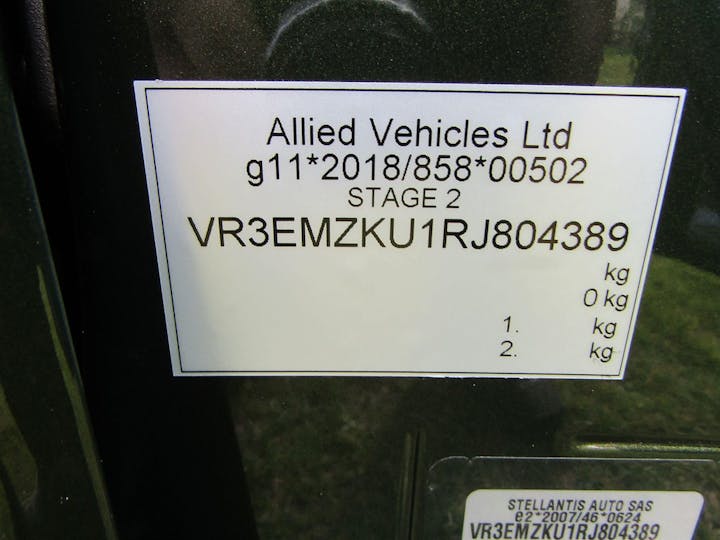 Allied Vehicles Ltd
g11*2018/858*00502
STAGE 2
VR3EMZKU1RJ804389
kg
0 kg
1. kg
2. kg
STELLANTIS AUTO SAS
e2*2007/46*0624
VR3EMZKU1RJ804389